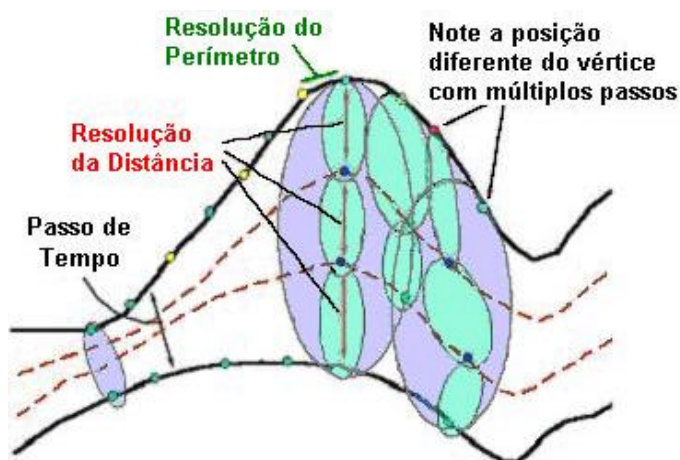 Resolução do
Perímetro
Note a posição
diferente do vértice
com múltiplos passos
Resolução
da Distância
Passo de
Tempo